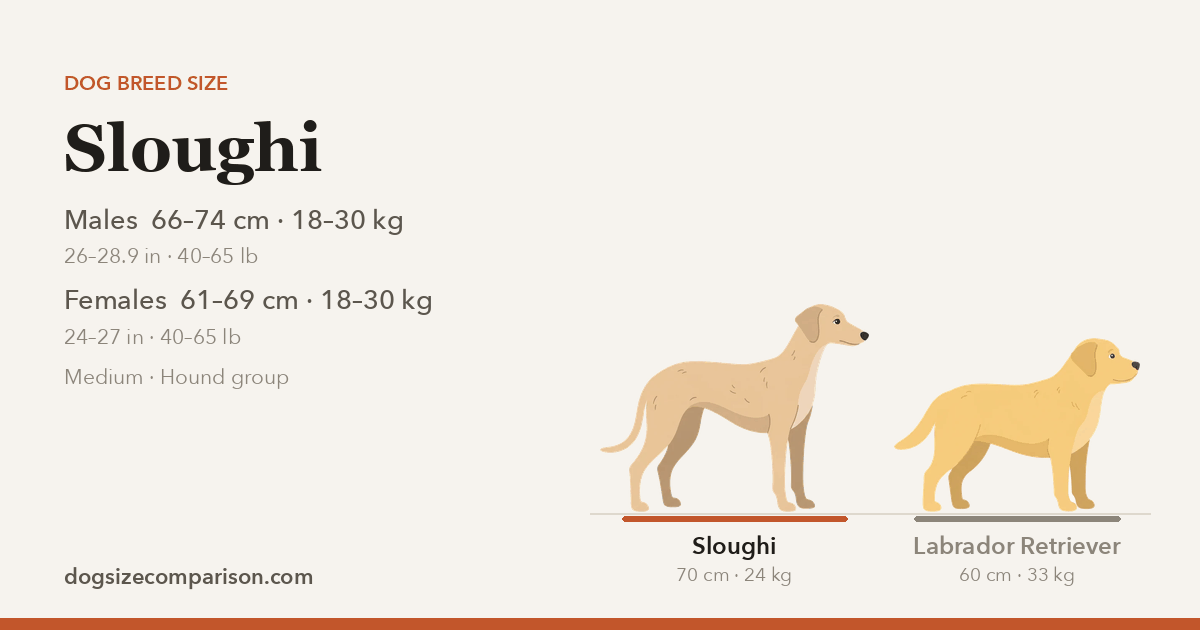 DOG BREED SIZE
Sloughi
Males 66–74 cm · 18–30 kg
26–28.9 in · 40–65 lb
Females 61–69 cm · 18–30 kg
24–27 in · 40–65 lb
Medium · Hound group
Sloughi
70 cm · 24 kg
Labrador Retriever
60 cm · 33 kg
dogsizecomparison.com